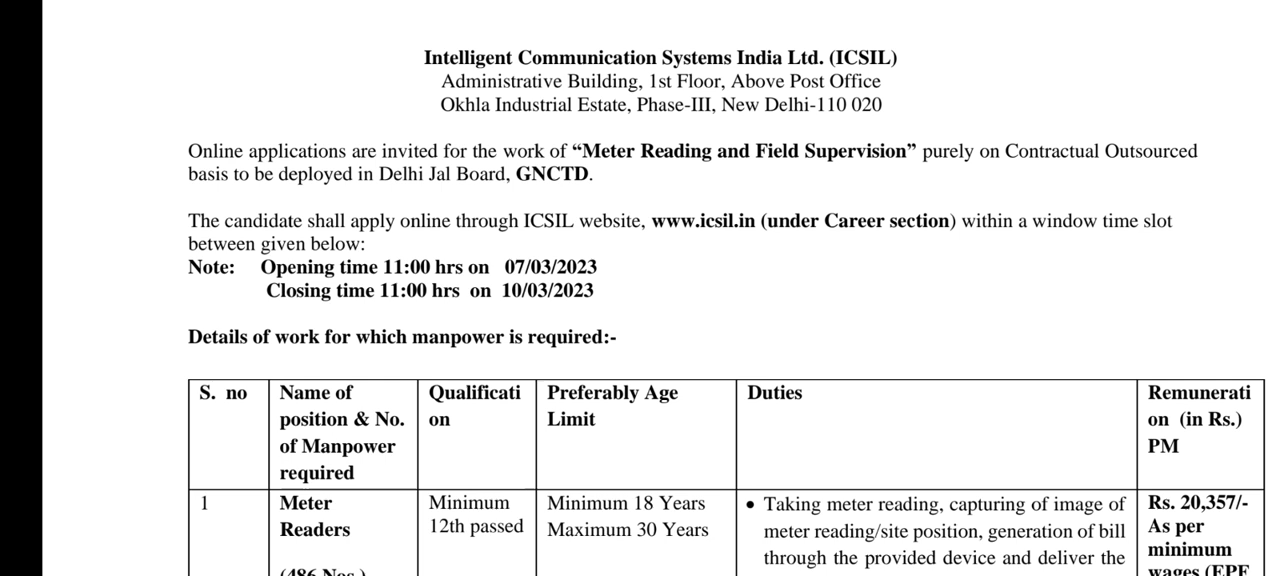 Intelligent Communication Systems India Ltd. (ICSIL)
Administrative Building, 1st Floor, Above Post Office
Okhla Industrial Estate, Phase-III, New Delhi-110 020
Online applications are invited for the work of “Meter Reading and Field Supervision” purely on Contractual Outsourced
basis to be deployed in Delhi Jal Board, GNCTD.
The candidate shall apply online through ICSIL website, www.icsil.in (under Career section) within a window time slot
between given below:
Note: Opening time 11:00 hrs on 07/03/2023
Closing time 11:00 hrs on 10/03/2023
Details of work for which manpower is required:-
S. no
Name of
position & No.
of Manpower
required
Qualificati
on
Preferably Age
Limit
Duties
Remunerati
on (in Rs.)
PM
1
Meter
Readers
(486 Nos.)
Minimum
12th passed
Minimum 18 Years
Maximum 30 Years
• Taking meter reading, capturing of image of
meter reading/site position, generation of bill
through the provided device and deliver the
Rs. 20,357/-
As per
minimum
wages (EPF